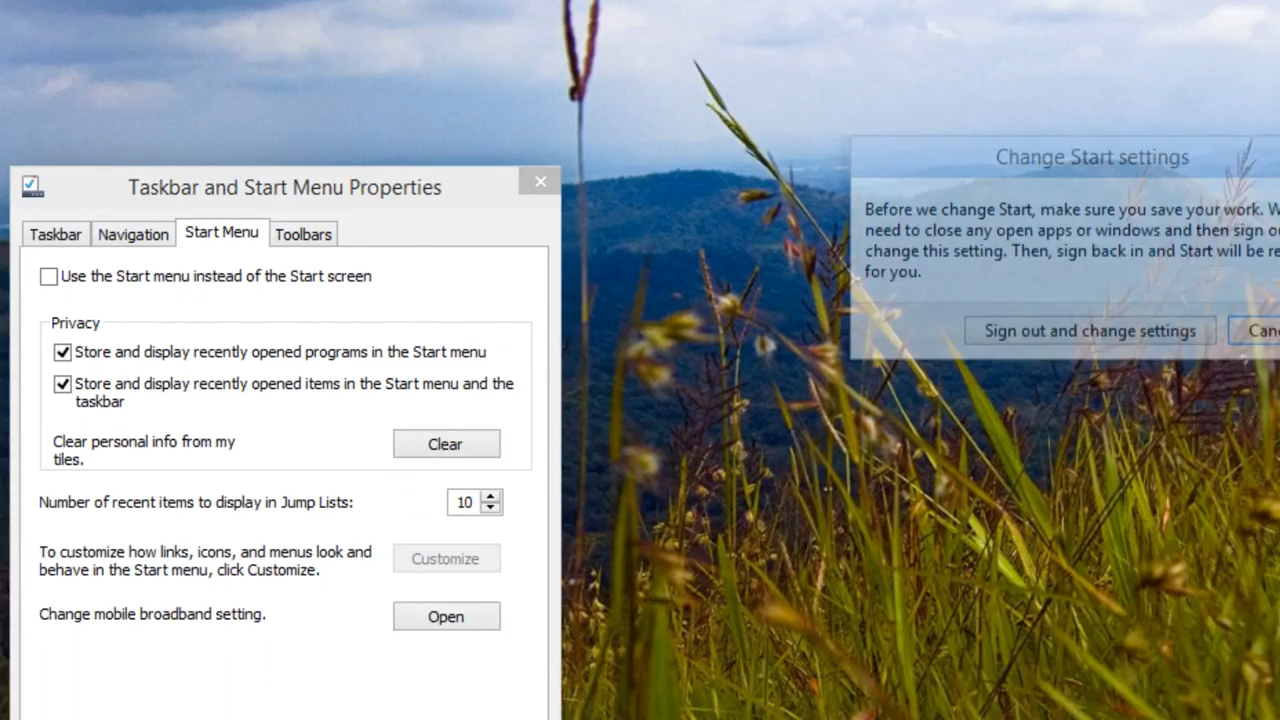 Taskbar and Start Menu Properties
Taskbar
Navigation
Start Menu
Toolbars
Use the Start menu instead of the Start screen
Privacy
Store and display recently opened programs in the Start menu
Store and display recently opened items in the Start menu and the
taskbar
Clear personal info from my
tiles.
Clear
Number of recent items to display in Jump Lists:
10
To customize how links, icons, and menus look and
behave in the Start menu, click Customize.
Customize
Change mobile broadband setting.
Open
Change Start settings
Before we change Start, make sure you save your work.
need to close any open apps or windows and then sign
change this setting. Then, sign back in and Start will be
for you.
Sign out and change settings